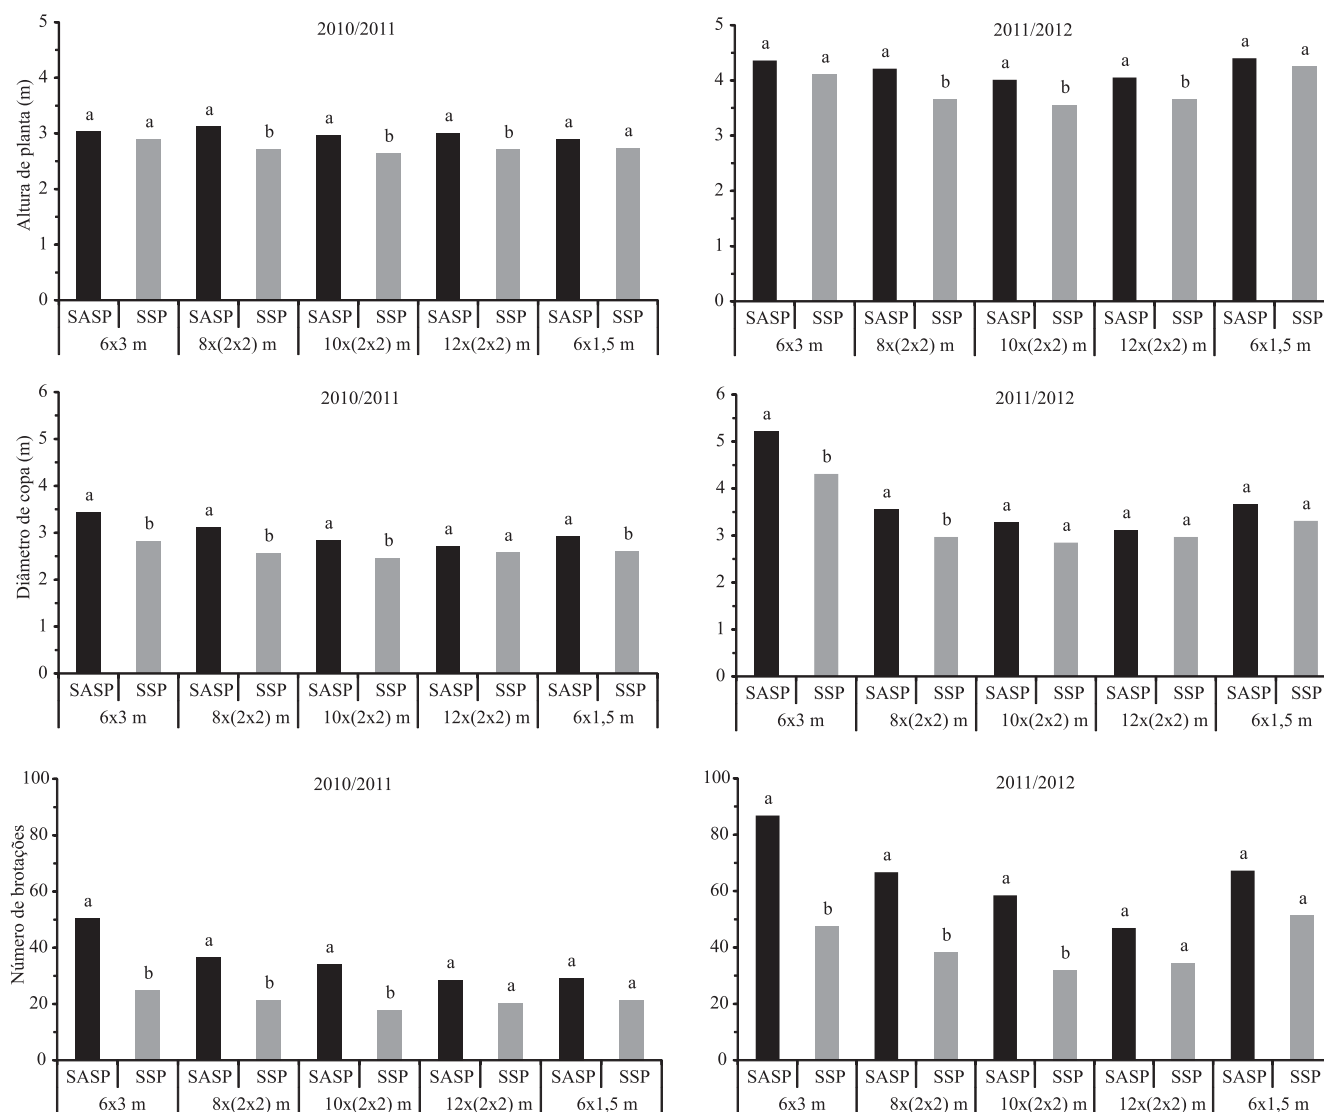 2010/2011
Altura de planta (m)
5
4
3
2
1
0
a a a b a b a b a a
SASP SSP SASP SSP SASP SSP SASP SSP SASP SSP
6x3 m 8x(2x2) m 10x(2x2) m 12x(2x2) m 6x1,5 m
2011/2012
5
4
3
2
1
0
a a a b a b a b a a
SASP SSP SASP SSP SASP SSP SASP SSP SASP SSP
6x3 m 8x(2x2) m 10x(2x2) m 12x(2x2) m 6x1,5 m
2010/2011
Diâmetro de copa (m)
6
5
4
3
2
1
0
a b a b a b a a a b
SASP SSP SASP SSP SASP SSP SASP SSP SASP SSP
6x3 m 8x(2x2) m 10x(2x2) m 12x(2x2) m 6x1,5 m
2011/2012
6
5
4
3
2
1
0
a b a b a a a a a a
SASP SSP SASP SSP SASP SSP SASP SSP SASP SSP
6x3 m 8x(2x2) m 10x(2x2) m 12x(2x2) m 6x1,5 m
2010/2011
Número de brotações
100
80
60
40
20
0
a b a b a b a a a a
SASP SSP SASP SSP SASP SSP SASP SSP SASP SSP
6x3 m 8x(2x2) m 10x(2x2) m 12x(2x2) m 6x1,5 m
2011/2012
100
80
60
40
20
0
a b a b a b a a a a
SASP SSP SASP SSP SASP SSP SASP SSP SASP SSP
6x3 m 8x(2x2) m 10x(2x2) m 12x(2x2) m 6x1,5 m